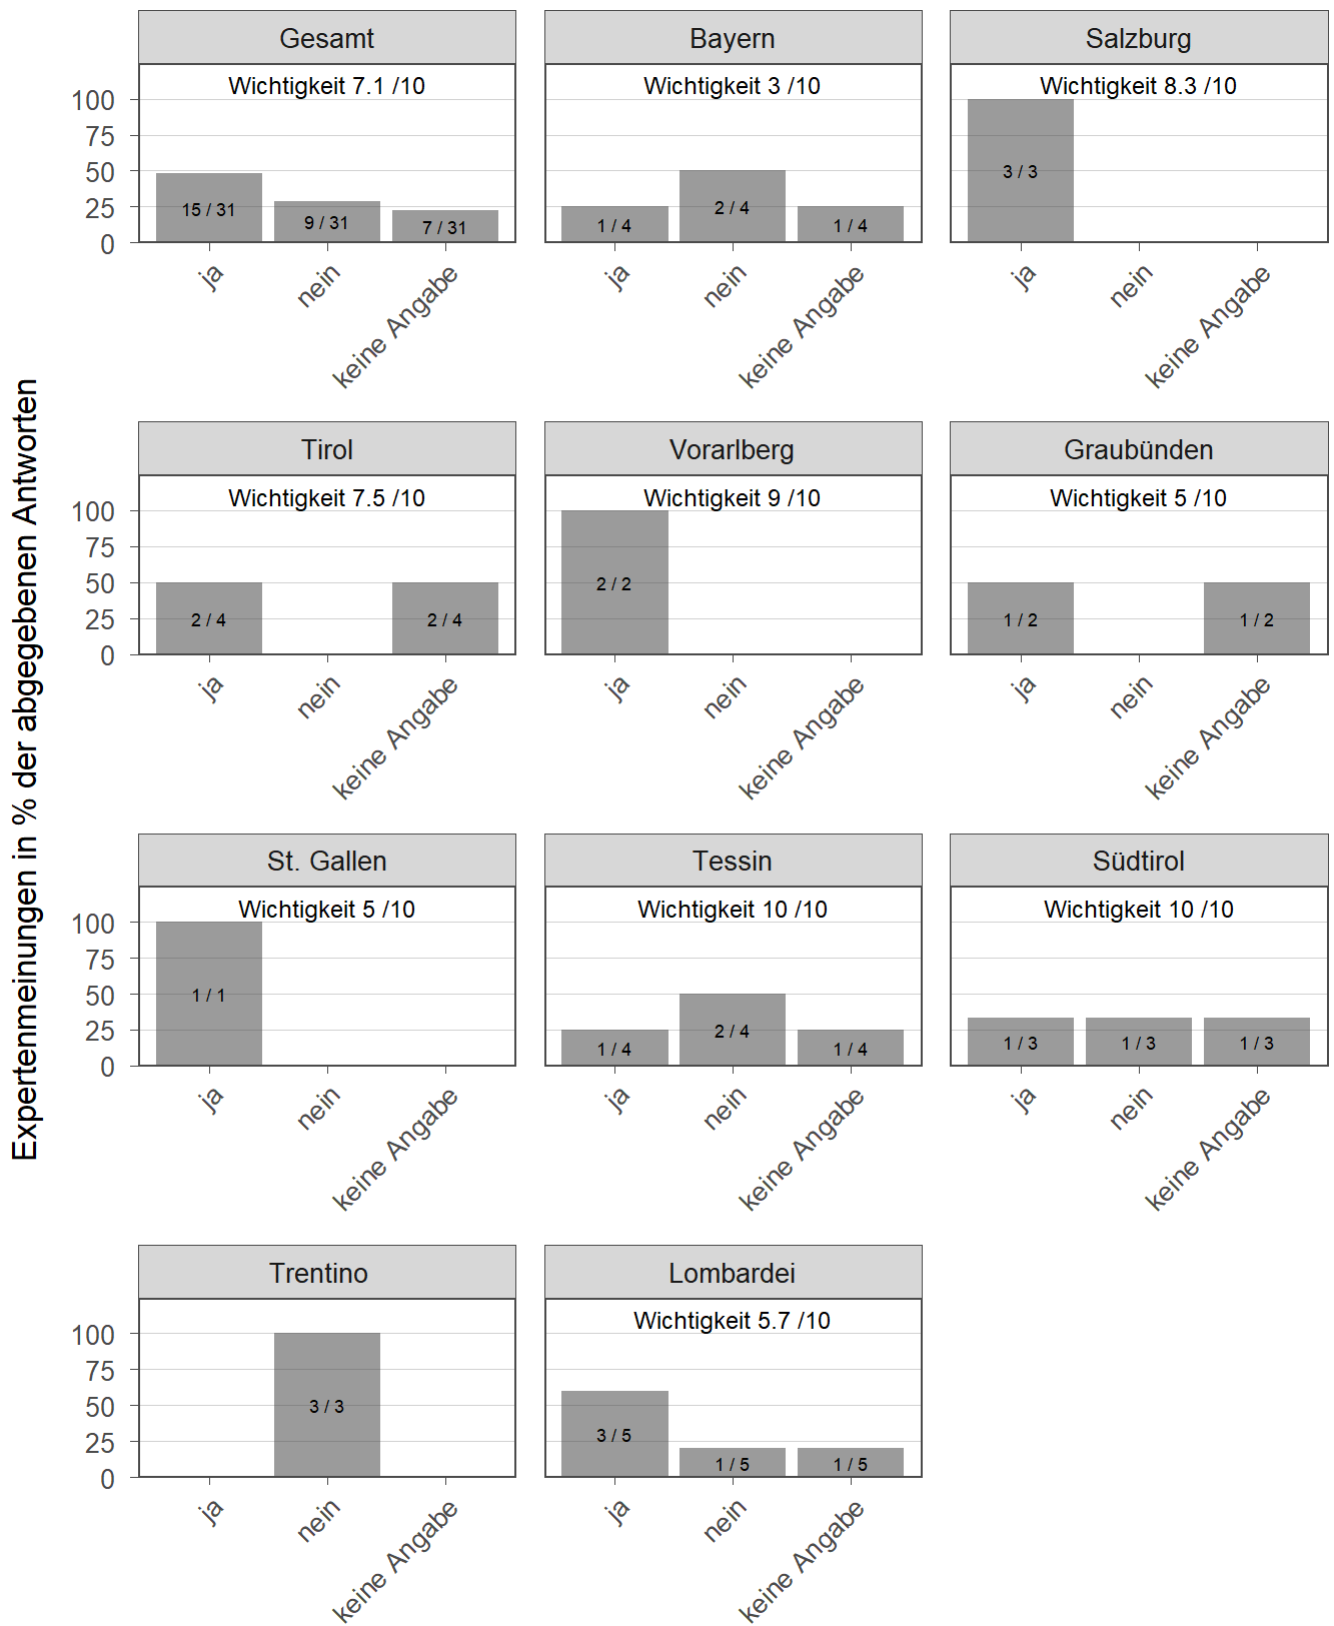 Expertenmeinungen in % der abgegebenen Antworten
Gesamt
Wichtigkeit 7.1 /10
100
75
50
25
0
15 / 31
9 / 31
7 / 31
ja
nein
keine Angabe
Bayern
Wichtigkeit 3 /10
1 / 4
2 / 4
1 / 4
ja
nein
keine Angabe
Salzburg
Wichtigkeit 8.3 /10
3 / 3
ja
nein
keine Angabe
Tirol
Wichtigkeit 7.5 /10
100
75
50
25
0
2 / 4
2 / 4
ja
nein
keine Angabe
Vorarlberg
Wichtigkeit 9 /10
2 / 2
ja
nein
keine Angabe
Graubünden
Wichtigkeit 5 /10
1 / 2
1 / 2
ja
nein
keine Angabe
St. Gallen
Wichtigkeit 5 /10
100
75
50
25
0
1 / 1
ja
nein
keine Angabe
Tessin
Wichtigkeit 10 /10
1 / 4
2 / 4
1 / 4
ja
nein
keine Angabe
Südtirol
Wichtigkeit 10 /10
1 / 3
1 / 3
1 / 3
ja
nein
keine Angabe
Trentino
100
75
50
25
0
3 / 3
ja
nein
keine Angabe
Lombardei
Wichtigkeit 5.7 /10
3 / 5
1 / 5
1 / 5
ja
nein
keine Angabe